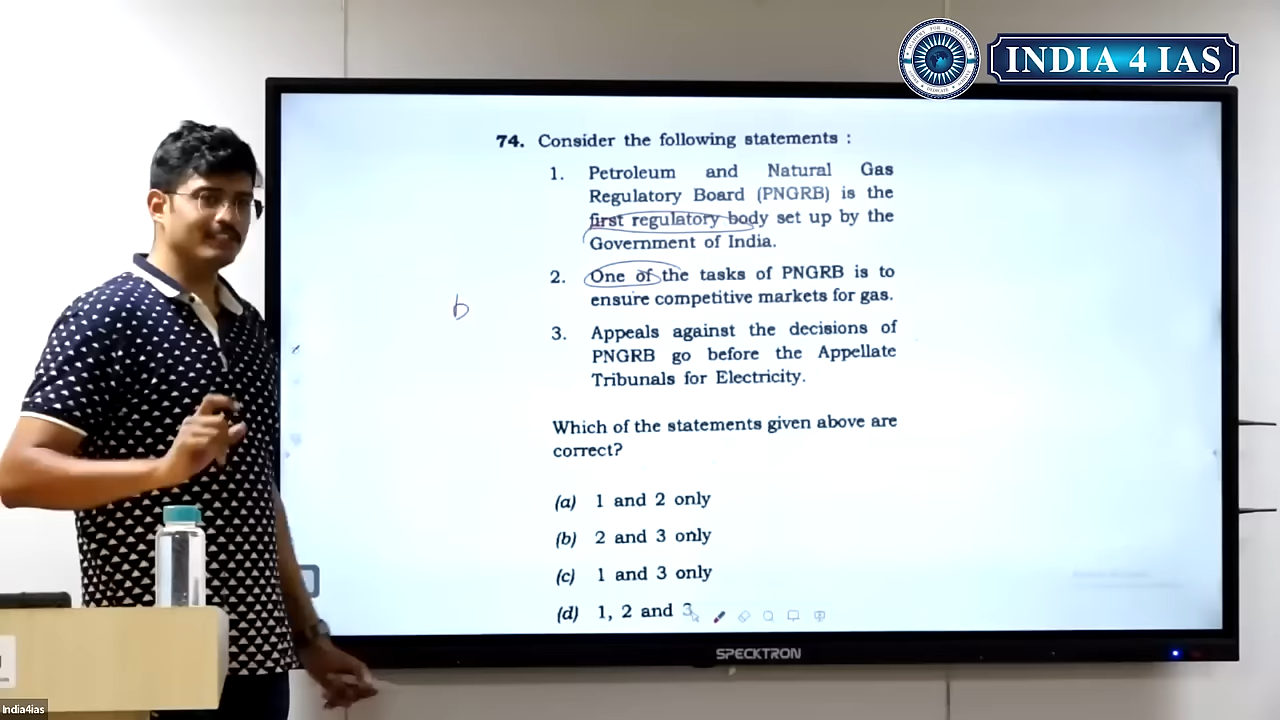 INDIA 4 IAS
74. Consider the following statements :
1. Petroleum and Natural Gas
Regulatory Board (PNGRB) is the
first regulatory body set up by the
Government of India.
2. One of the tasks of PNGRB is to
ensure competitive markets for gas.
b
3. Appeals against the decisions of
PNGRB go before the Appellate
Tribunals for Electricity.
Which of the statements given above are
correct?
(a) 1 and 2 only
(b) 2 and 3 only
(c) 1 and 3 only
(d) 1, 2 and 3
SPECKTRON
India4ias